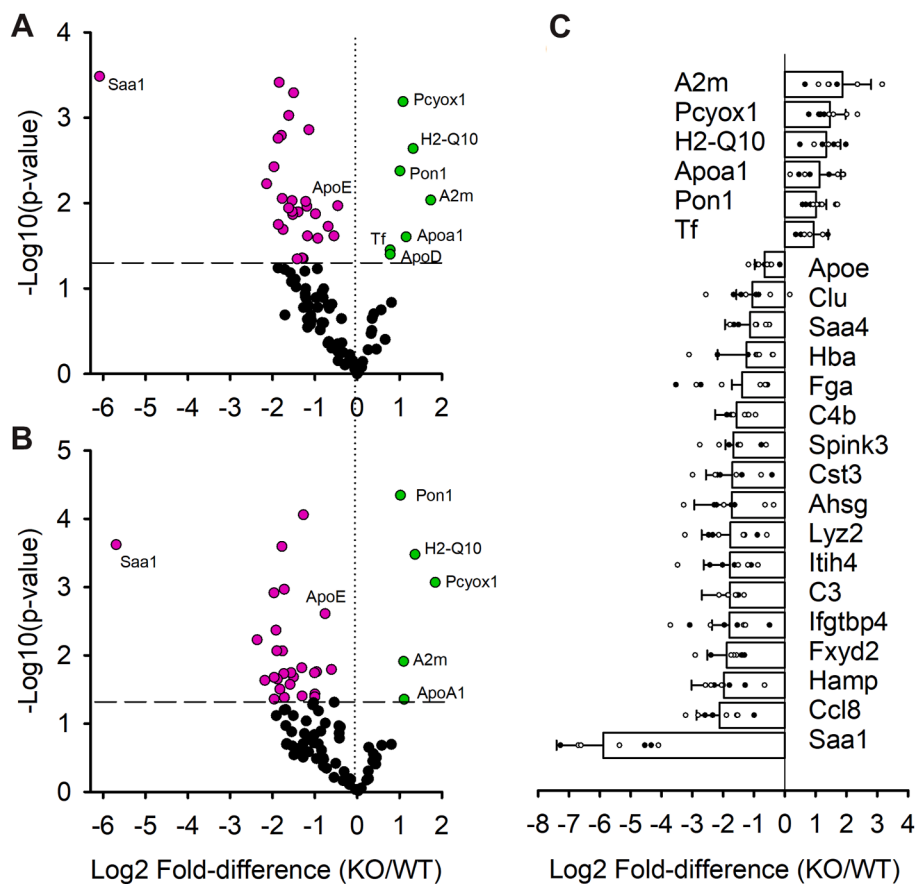 A
-Log10(p-value)
4
3
2
1
0
Saa1
Pcyox1
H2-Q10
Pon1
ApoE
A2m
Tf
Apoa1
ApoD
-6 -5 -4 -3 -2 -1 0 1 2
B
-Log10(p-value)
5
4
3
2
1
0
Pon1
Saa1
H2-Q10
Pcyox1
ApoE
A2m
ApoA1
-6 -5 -4 -3 -2 -1 0 1 2
Log2 Fold-difference (KO/WT)
C
A2m
Pcyox1
H2-Q10
Apoa1
Pon1
Tf
Apoe
Clu
Saa4
Hba
Fga
C4b
Spink3
Cst3
Ahsg
Lyz2
Itih4
C3
Ifgtbp4
Fxyd2
Hamp
Ccl8
Saa1
-8 -7 -6 -5 -4 -3 -2 -1 0 1 2 3 4
Log2 Fold-difference (KO/WT)